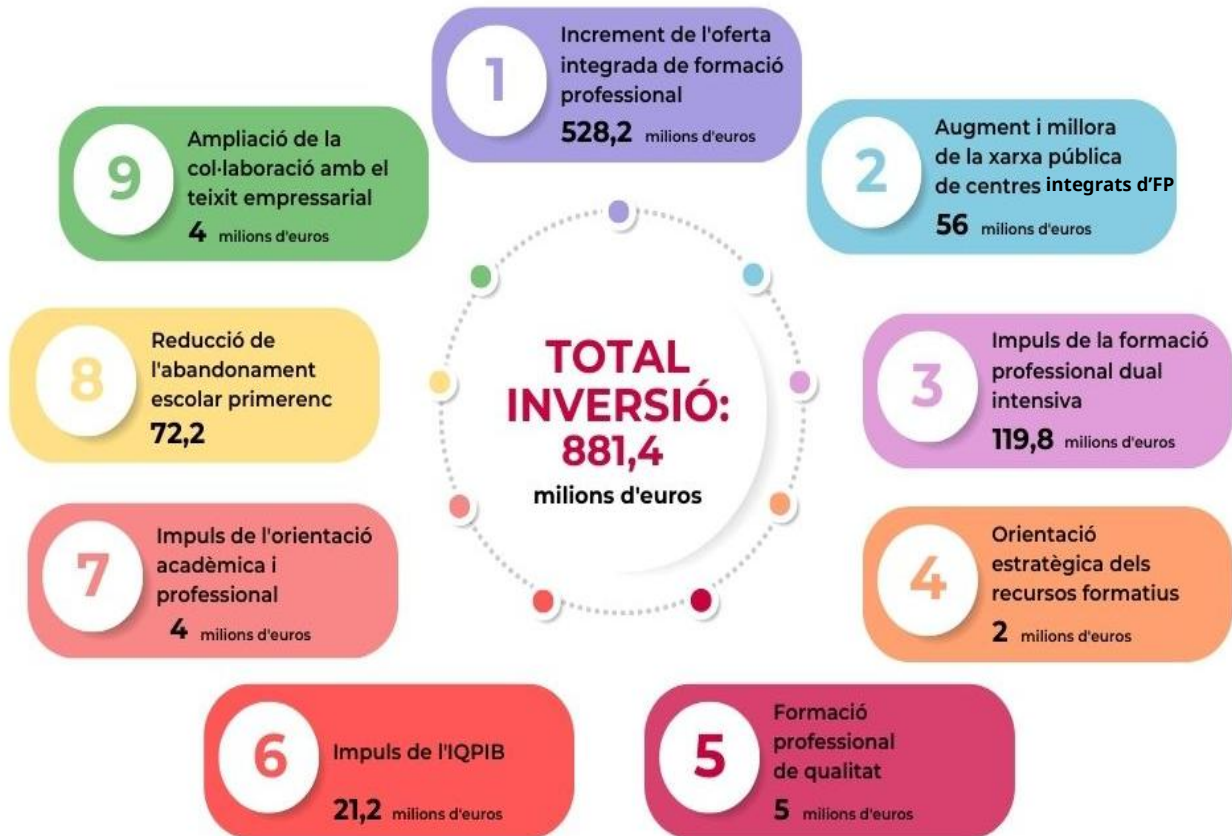 1
Increment de l'oferta
integrada de formació
professional
528,2 milions d'euros
2
Augment i millora
de la xarxa pública
de centres integrats d'FP
56 milions d'euros
3
Impuls de la formació
professional dual
intensiva
119,8 milions d'euros
4
Orientació
estratègica dels
recursos formatius
2 milions d'euros
5
Formació
professional
de qualitat
5 milions d'euros
6
Impuls de l'IQPIB
21,2 milions d'euros
7
Impuls de l'orientació
acadèmica i
professional
4 milions d'euros
8
Reducció de
l'abandonament
escolar primerenc
72,2
9
Ampliació de la
col·laboració amb el
teixit empresarial
4 milions d'euros
TOTAL
INVERSIÓ:
881,4
milions d'euros